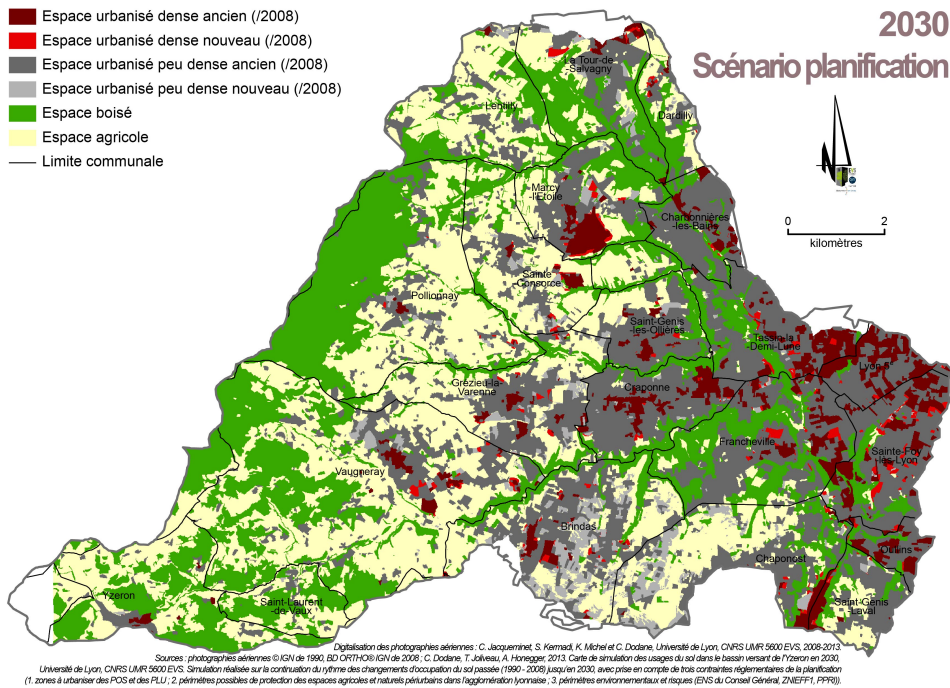 Espace urbanisé dense ancien (/2008)
Espace urbanisé dense nouveau (/2008)
Espace urbanisé peu dense ancien (/2008)
Espace urbanisé peu dense nouveau (/2008)
Espace boisé
Espace agricole
Limite communale
2030
Scénario planification
N
0 2
kilomètres
La Tour-de
-Salvagny
Lentilly
Dardilly
Marcy
-l'Etoile
Charbonnières
-les-Bains
Sainte
-Consorce
Pollionnay
Saint-Genis
-les-Ollières
Tassin-la
-Demi-Lune
Lyon 5°
Grézieu-la-
Varenne
Craponne
Francheville
Sainte-Foy
-lès-Lyon
Vaugneray
Brindas
Chaponost
Oullins
Yzeron
Saint-Laurent
-de-Vaux
Saint-Genis
-Laval
Digitalisation des photographies aériennes : C. Jacqueminet, S. Kermadi, K. Michel et C. Dodane, Université de Lyon, CNRS UMR 5600 EVS, 2008-2013.
Sources : photographies aériennes © IGN de 1990, BD ORTHO® IGN de 2008 ; C. Dodane, T. Joliveau, A. Honegger, 2013. Carte de simulation des usages du sol dans le bassin versant de l'Yzeron en 2030,
Université de Lyon, CNRS UMR 5600 EVS. Simulation réalisée sur la continuation du rythme des changements d'occupation du sol passée (1990 - 2008) jusqu'en 2030, avec prise en compte de trois contraintes réglementaires de la planification
(1. zones à urbaniser des POS et des PLU ; 2. périmètres possibles de protection des espaces agricoles et naturels périurbains dans l'agglomération lyonnaise ; 3. périmètres environnementaux et risques (ENS du Conseil Général, ZNIEFF1, PPRI)).